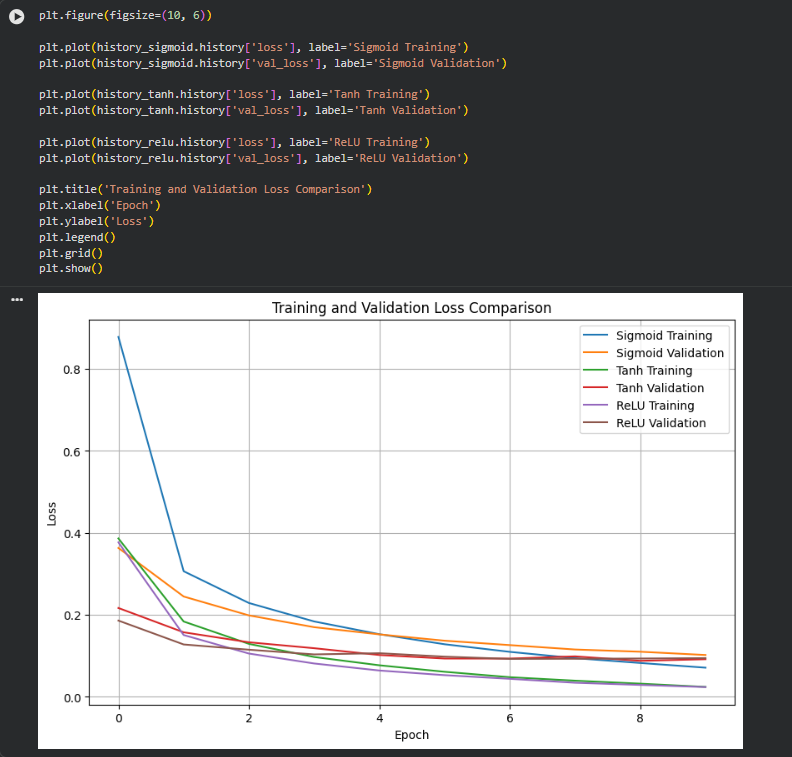 plt.figure(figsize=(10, 6))
plt.plot(history_sigmoid.history['loss'], label='Sigmoid Training')
plt.plot(history_sigmoid.history['val_loss'], label='Sigmoid Validation')
plt.plot(history_tanh.history['loss'], label='Tanh Training')
plt.plot(history_tanh.history['val_loss'], label='Tanh Validation')
plt.plot(history_relu.history['loss'], label='ReLU Training')
plt.plot(history_relu.history['val_loss'], label='ReLU Validation')
plt.title('Training and Validation Loss Comparison')
plt.xlabel('Epoch')
plt.ylabel('Loss')
plt.legend()
plt.grid()
plt.show()
Training and Validation Loss Comparison
Sigmoid Training
Sigmoid Validation
Tanh Training
Tanh Validation
ReLU Training
ReLU Validation
Loss
0.8
0.6
0.4
0.2
0.0
0 2 4 6 8
Epoch